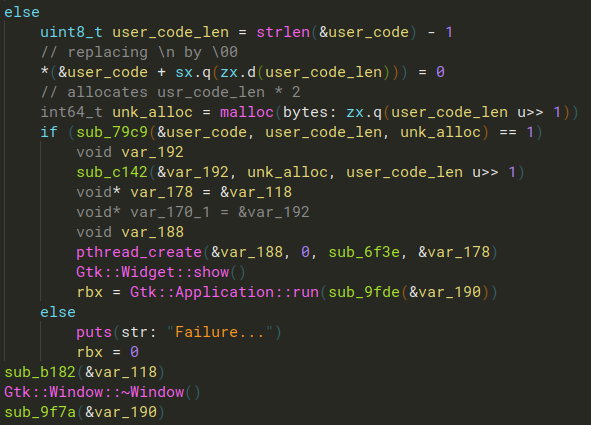 else
uint8_t user_code_len = strlen(&user_code) - 1
// replacing \n by \00
*(&user_code + sx.q(zx.d(user_code_len))) = 0
// allocates usr_code_len * 2
int64_t unk_alloc = malloc(bytes: zx.q(user_code_len u>> 1))
if (sub_79c9(&user_code, user_code_len, unk_alloc) == 1)
void var_192
sub_c142(&var_192, unk_alloc, user_code_len u>> 1)
void* var_178 = &var_118
void* var_170_1 = &var_192
void var_188
pthread_create(&var_188, 0, sub_6f3e, &var_178)
Gtk::Widget::show()
rbx = Gtk::Application::run(sub_9fde(&var_190))
else
puts(str: "Failure...")
rbx = 0
sub_b182(&var_118)
Gtk::Window::~Window()
sub_9f7a(&var_190)